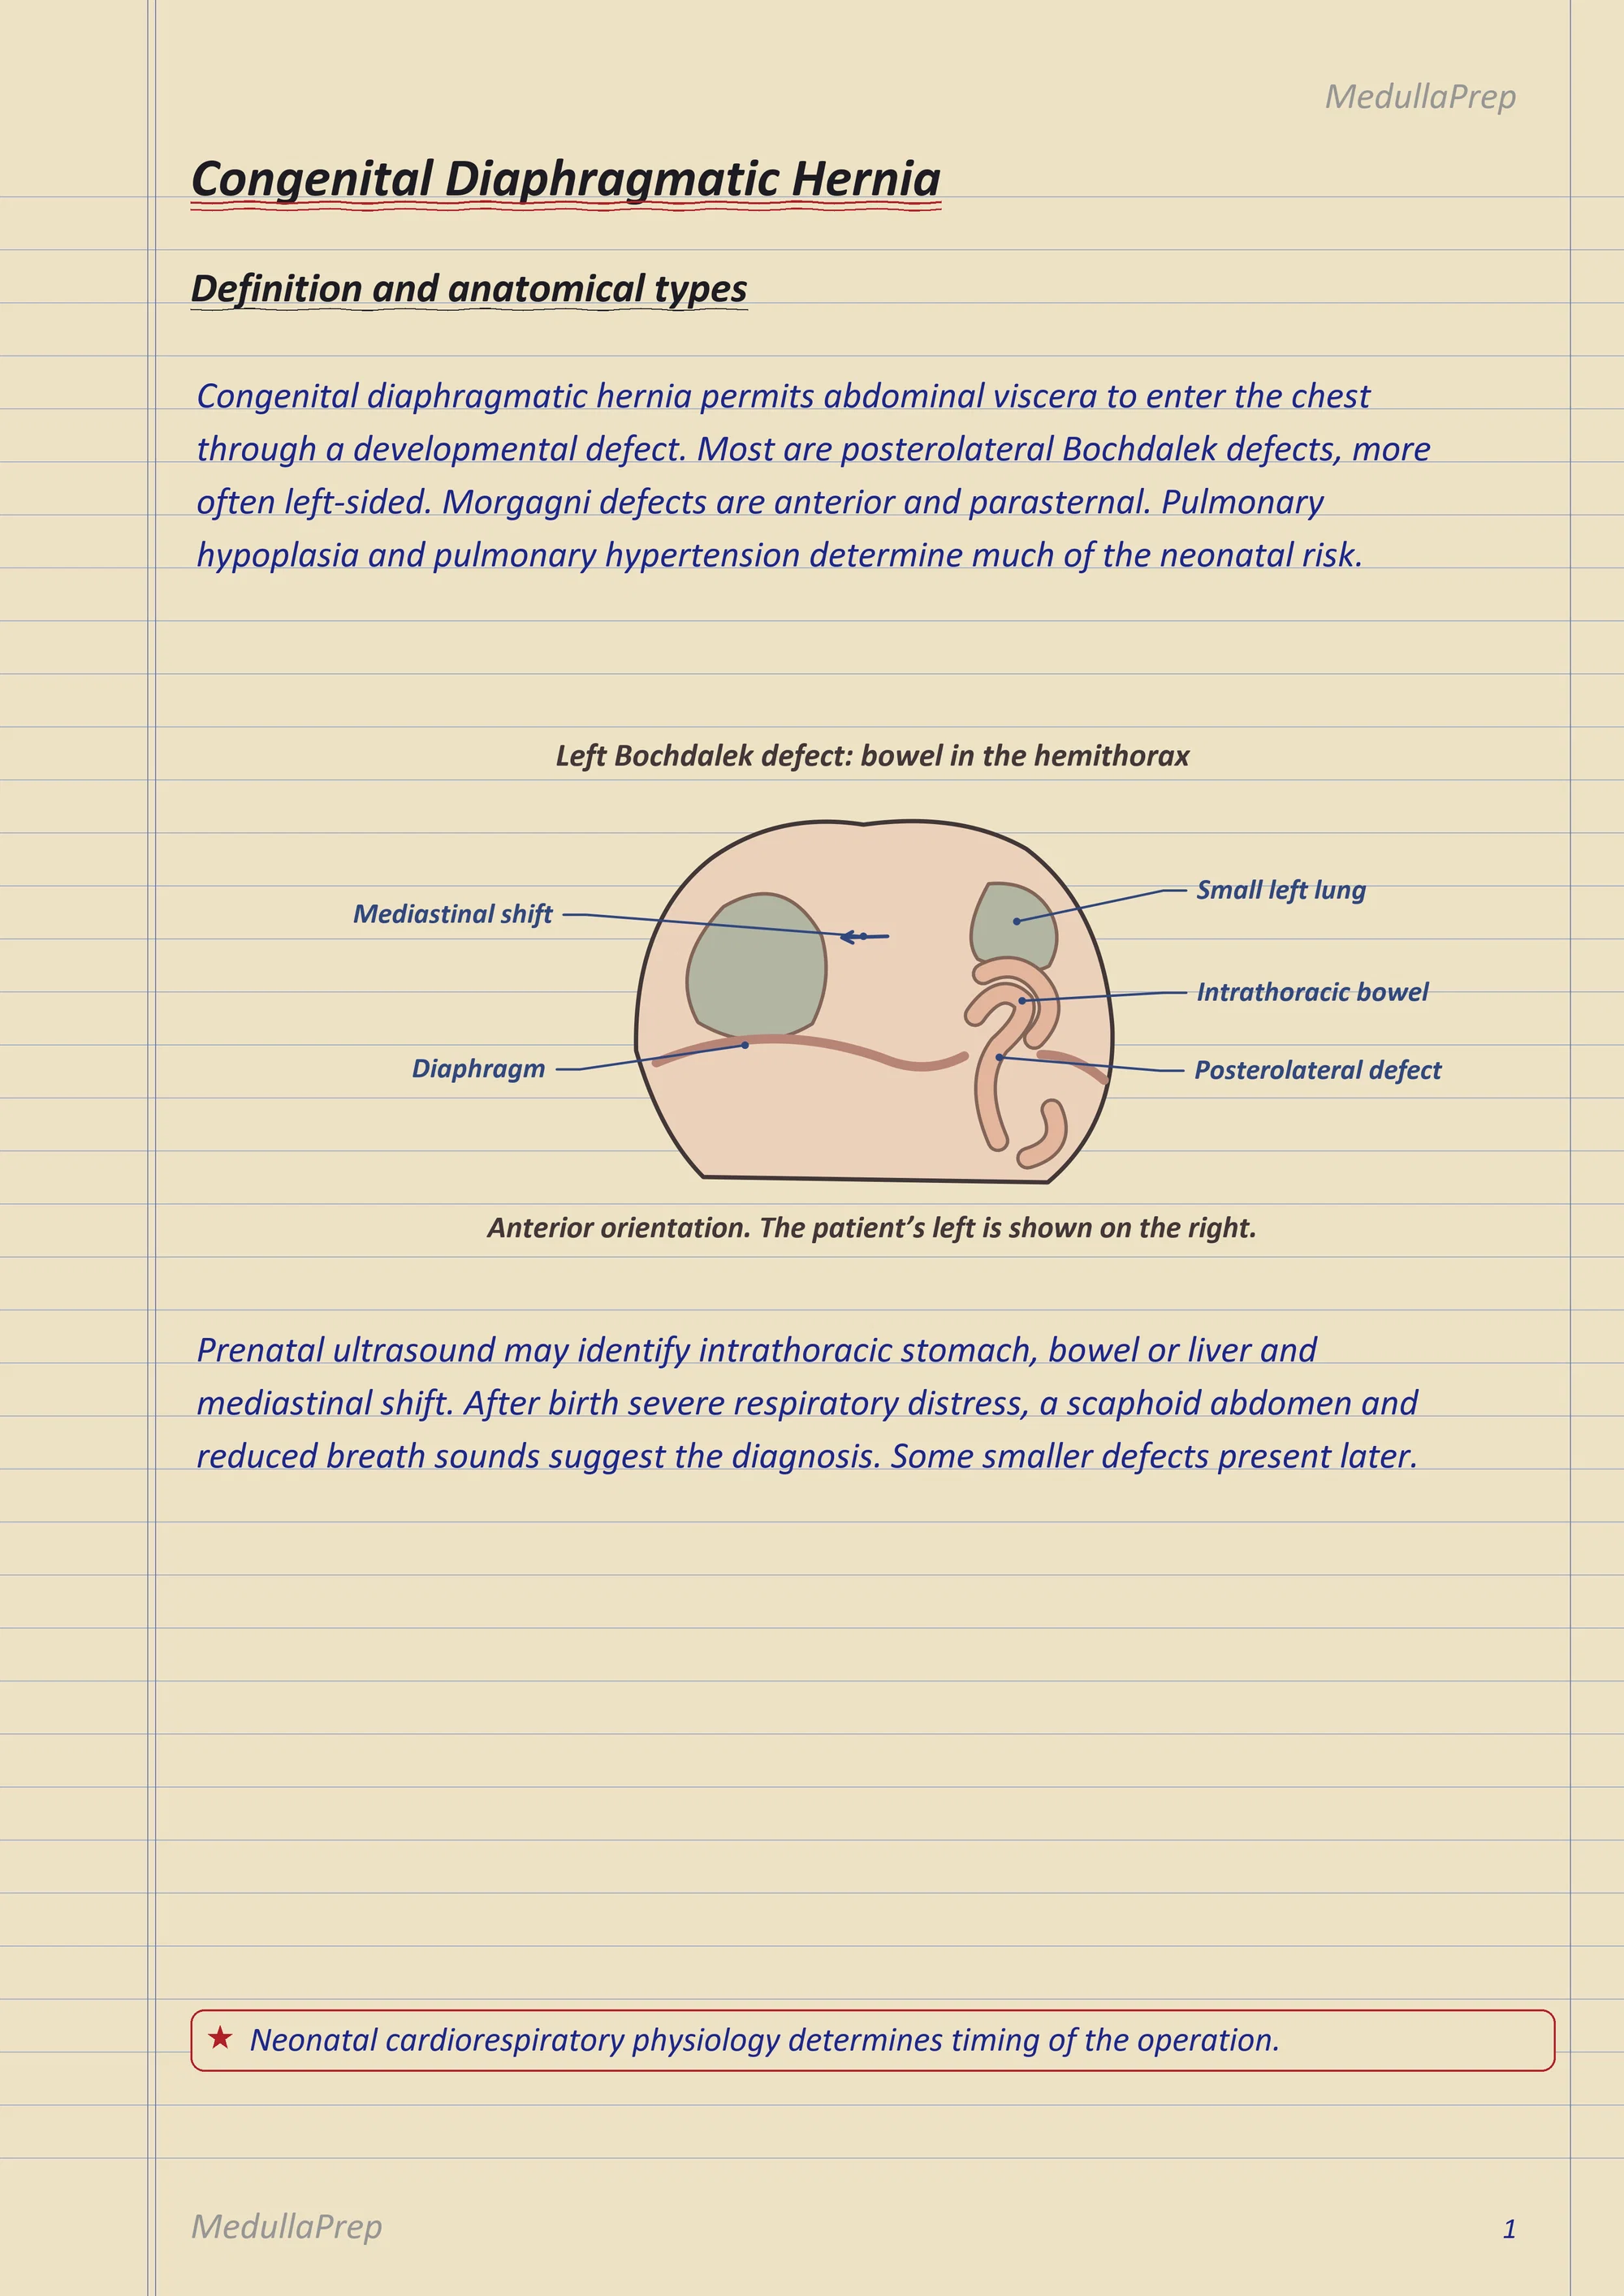 MedullaPrep
Congenital Diaphragmatic Hernia
Definition and anatomical types
Congenital diaphragmatic hernia permits abdominal viscera to enter the chest
through a developmental defect. Most are posterolateral Bochdalek defects, more
often left-sided. Morgagni defects are anterior and parasternal. Pulmonary
hypoplasia and pulmonary hypertension determine much of the neonatal risk.
Left Bochdalek defect: bowel in the hemithorax
Small left lung
Mediastinal shift
Intrathoracic bowel
Diaphragm
Posterolateral defect
Anterior orientation. The patient’s left is shown on the right.
Prenatal ultrasound may identify intrathoracic stomach, bowel or liver and
mediastinal shift. After birth severe respiratory distress, a scaphoid abdomen and
reduced breath sounds suggest the diagnosis. Some smaller defects present later.
★ Neonatal cardiorespiratory physiology determines timing of the operation.
MedullaPrep
1